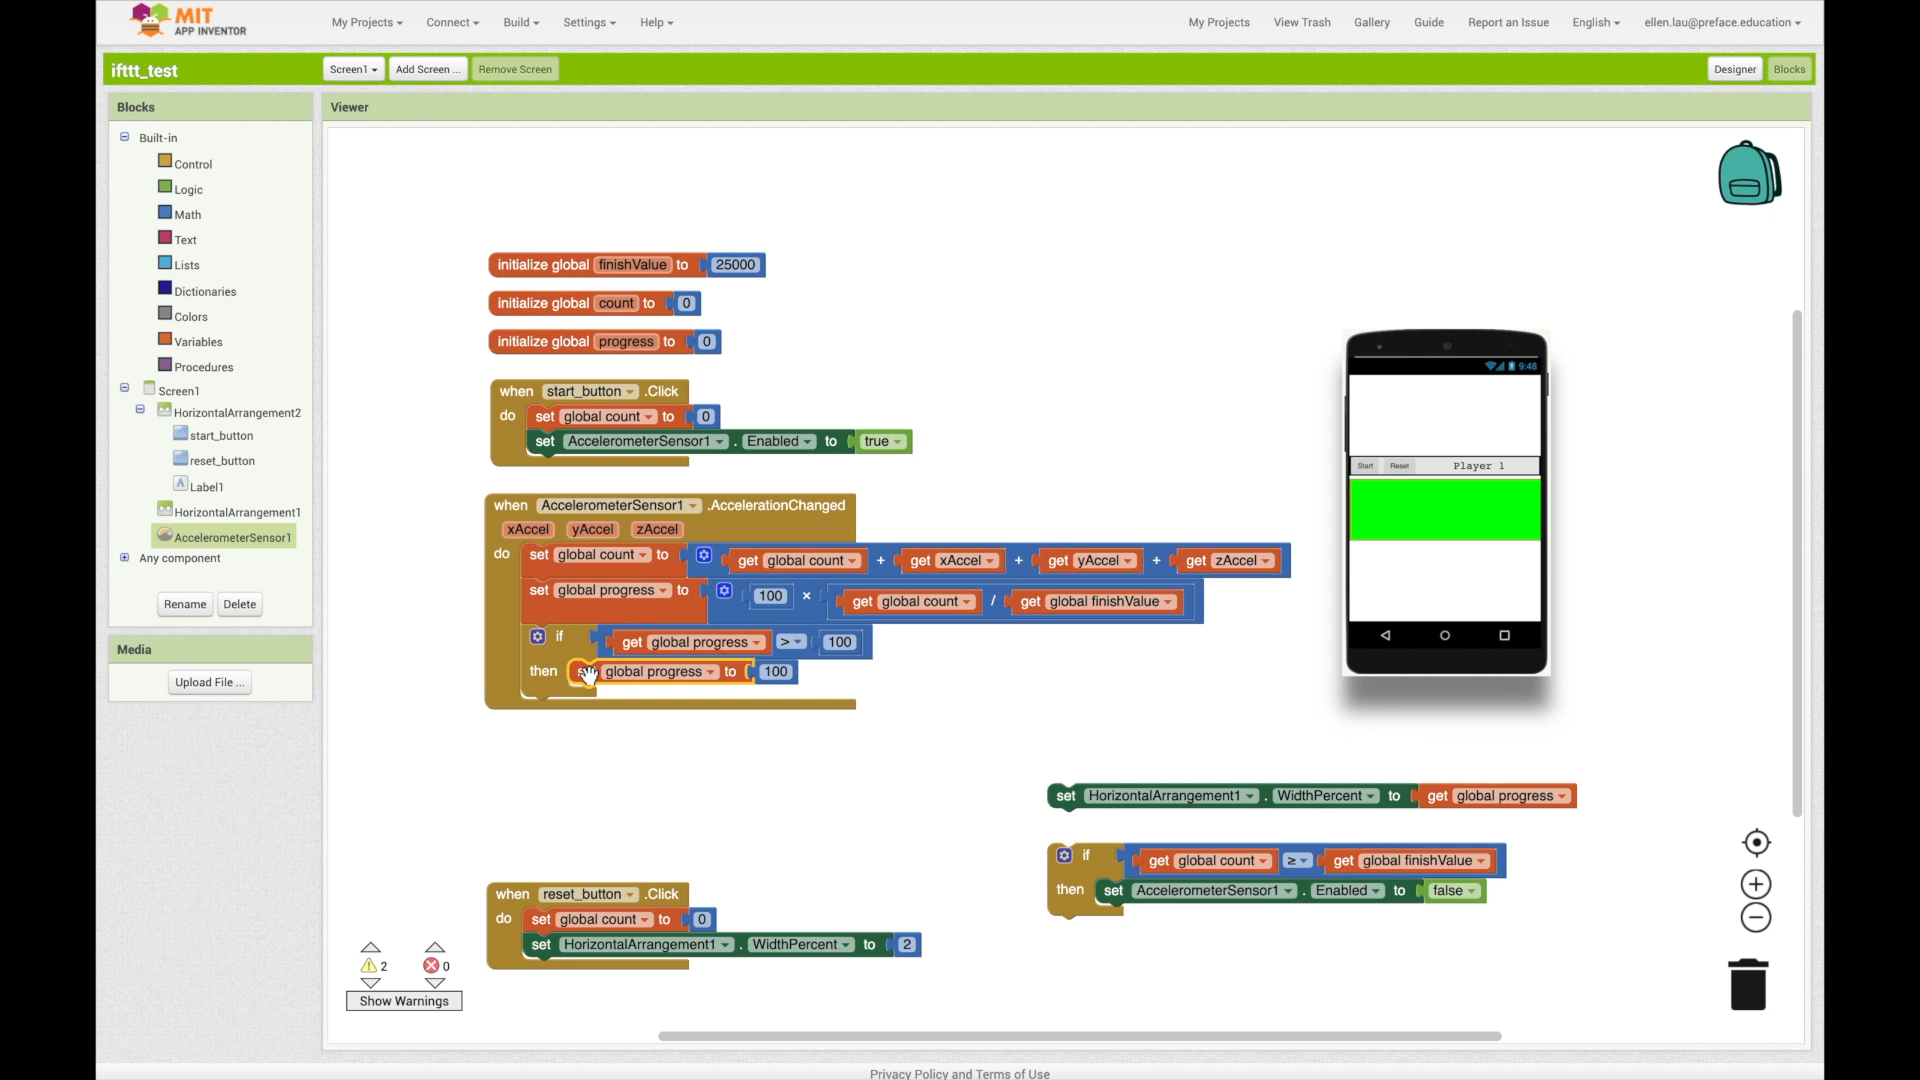 MIT
APP INVENTOR
My Projects Connect Build Settings Help My Projects View Trash Gallery Guide Report an Issue English ellen.lau@preface.education
ifttt_test Screen1 Add Screen ... Remove Screen Designer Blocks
Blocks
Viewer
Built-in
Control
Logic
Math
Text
Lists
Dictionaries
Colors
Variables
Procedures
Screen1
HorizontalArrangement2
start_button
reset_button
Label1
HorizontalArrangement1
AccelerometerSensor1
Any component
Rename Delete
Media
Upload File ...
initialize global finishValue to 25000
initialize global count to 0
initialize global progress to 0
when start_button .Click
do set global count to 0
set AccelerometerSensor1 . Enabled to true
when AccelerometerSensor1 .AccelerationChanged
xAccel yAccel zAccel
do set global count to get global count + get xAccel + get yAccel + get zAccel
set global progress to 100 × get global count / get global finishValue
if get global progress > 100
then global progress to 100
9:48
Start Reset Player 1
set HorizontalArrangement1 . WidthPercent to get global progress
if get global count ≥ get global finishValue
then set AccelerometerSensor1 . Enabled to false
when reset_button .Click
do set global count to 0
set HorizontalArrangement1 . WidthPercent to 2
2 0
Show Warnings
Privacy Policy and Terms of Use